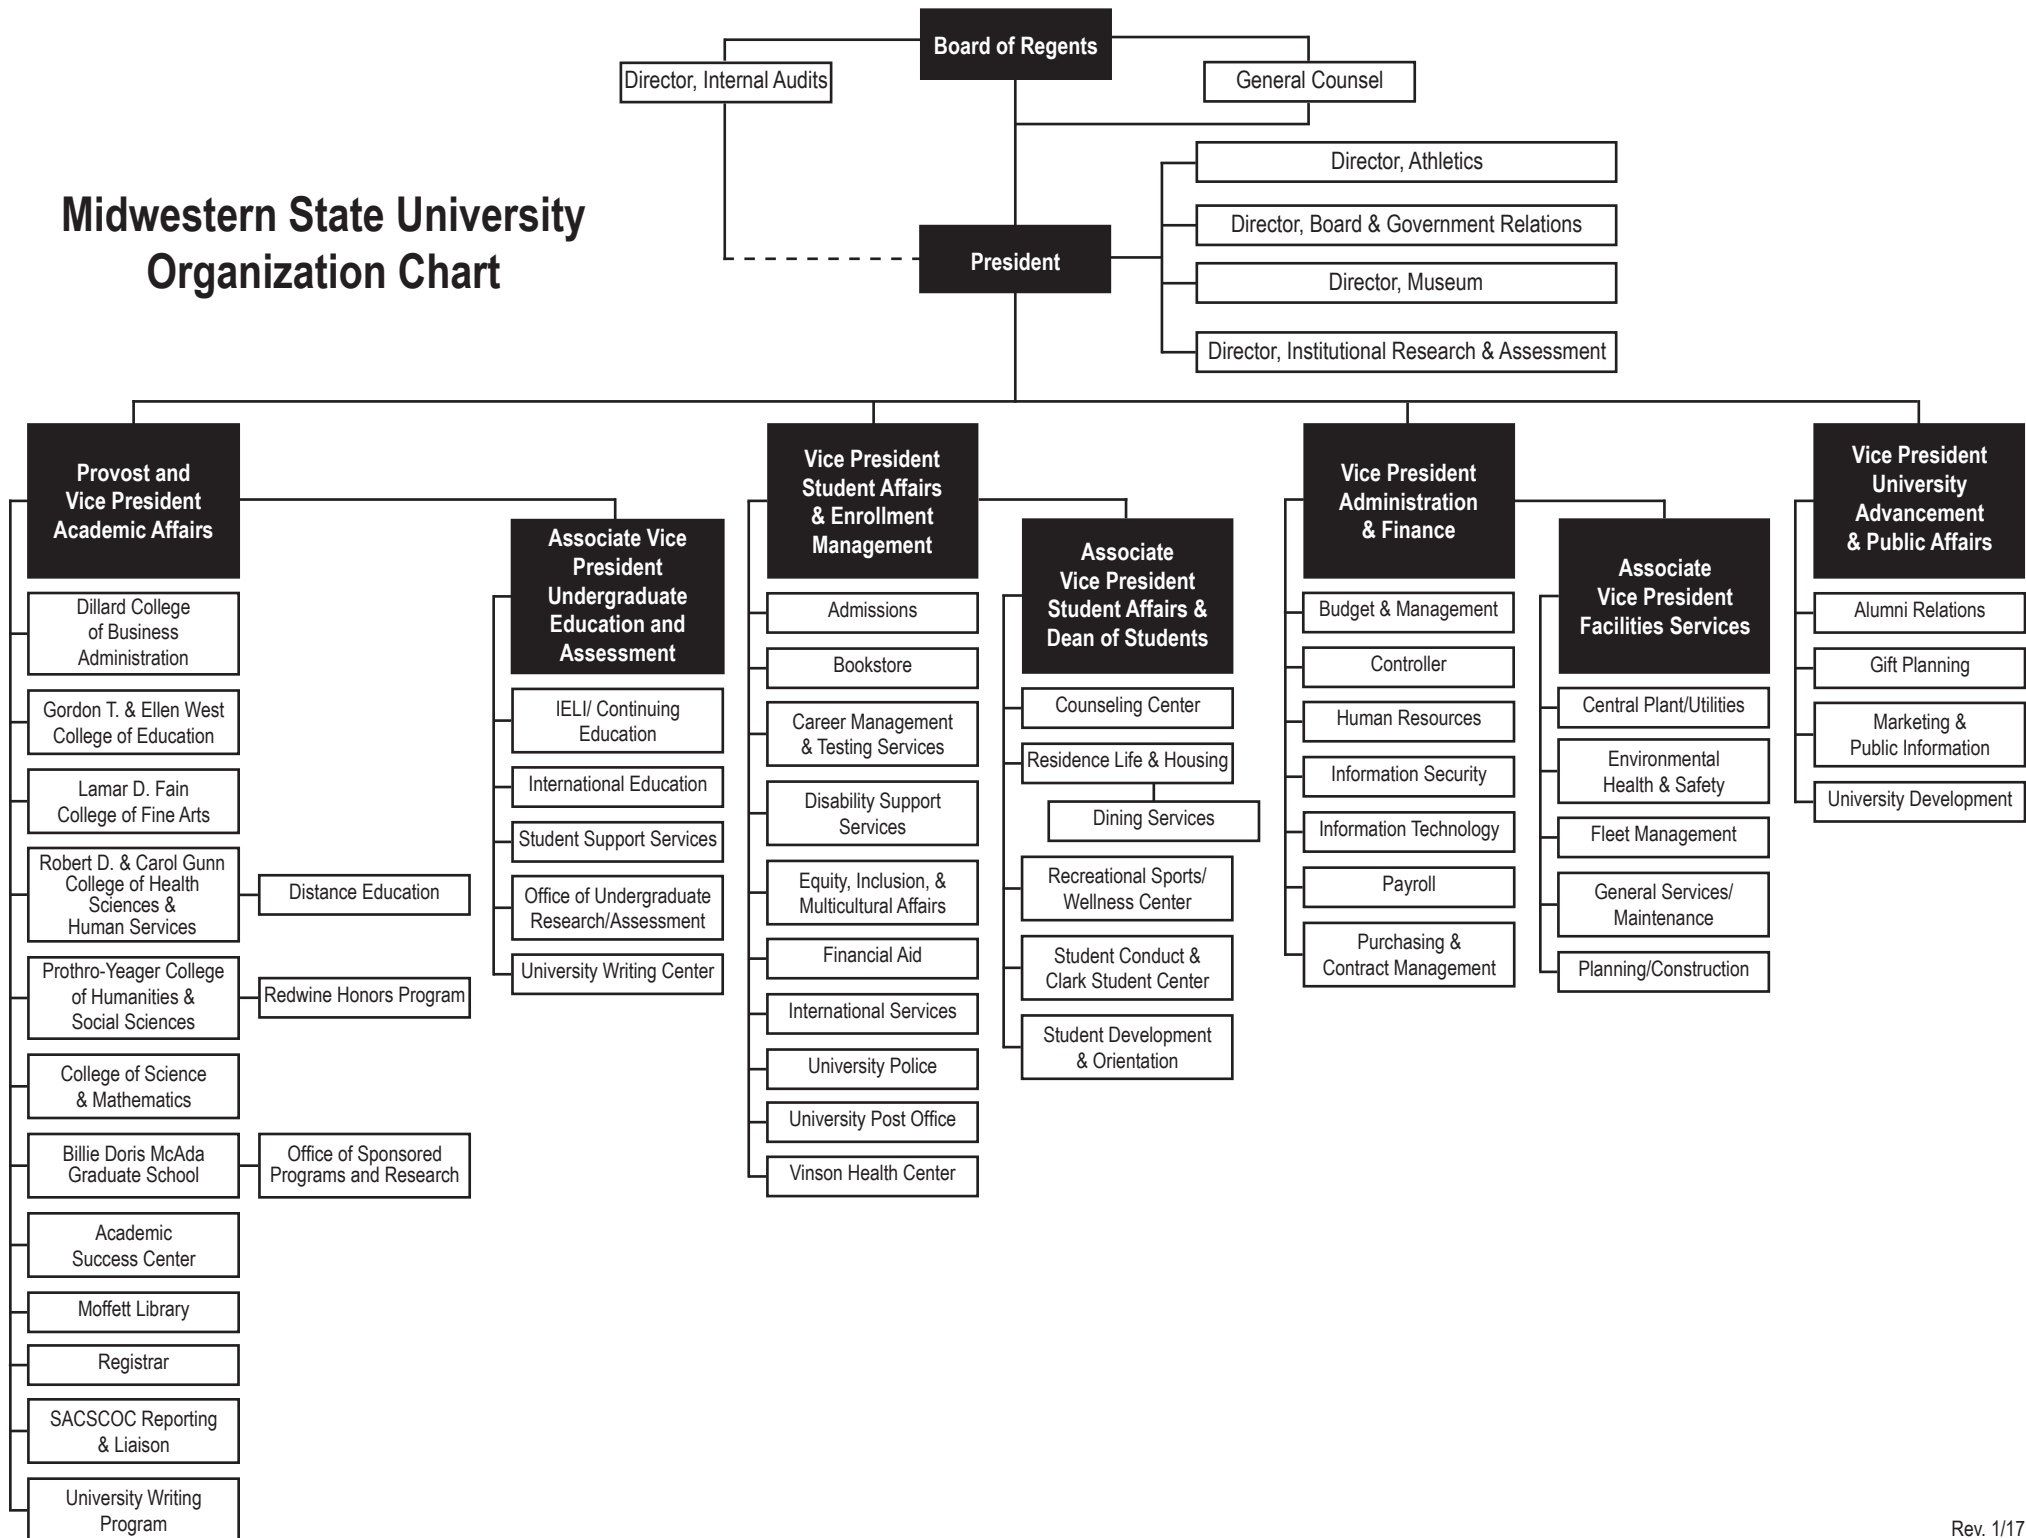 Board of Regents
Director, Internal Audits
General Counsel
Midwestern State University
Organization Chart
Director, Athletics
Director, Board & Government Relations
President
Director, Museum
Director, Institutional Research & Assessment
Provost and
Vice President
Academic Affairs
Dillard College
of Business
Administration
Gordon T. & Ellen West
College of Education
Lamar D. Fain
College of Fine Arts
Robert D. & Carol Gunn
College of Health
Sciences &
Human Services
Distance Education
Prothro-Yeager College
of Humanities &
Social Sciences
Redwine Honors Program
College of Science
& Mathematics
Billie Doris McAda
Graduate School
Office of Sponsored
Programs and Research
Academic
Success Center
Moffett Library
Registrar
SACSCOC Reporting
& Liaison
University Writing
Program
Associate Vice
President
Undergraduate
Education and
Assessment
IELI/ Continuing
Education
International Education
Student Support Services
Office of Undergraduate
Research/Assessment
University Writing Center
Vice President
Student Affairs
& Enrollment
Management
Admissions
Bookstore
Career Management
& Testing Services
Disability Support
Services
Equity, Inclusion, &
Multicultural Affairs
Financial Aid
International Services
University Police
University Post Office
Vinson Health Center
Associate
Vice President
Student Affairs &
Dean of Students
Counseling Center
Residence Life & Housing
Dining Services
Recreational Sports/
Wellness Center
Student Conduct &
Clark Student Center
Student Development
& Orientation
Vice President
Administration
& Finance
Budget & Management
Controller
Human Resources
Information Security
Information Technology
Payroll
Purchasing &
Contract Management
Associate
Vice President
Facilities Services
Central Plant/Utilities
Environmental
Health & Safety
Fleet Management
General Services/
Maintenance
Planning/Construction
Vice President
University
Advancement
& Public Affairs
Alumni Relations
Gift Planning
Marketing &
Public Information
University Development
Rev. 1/17